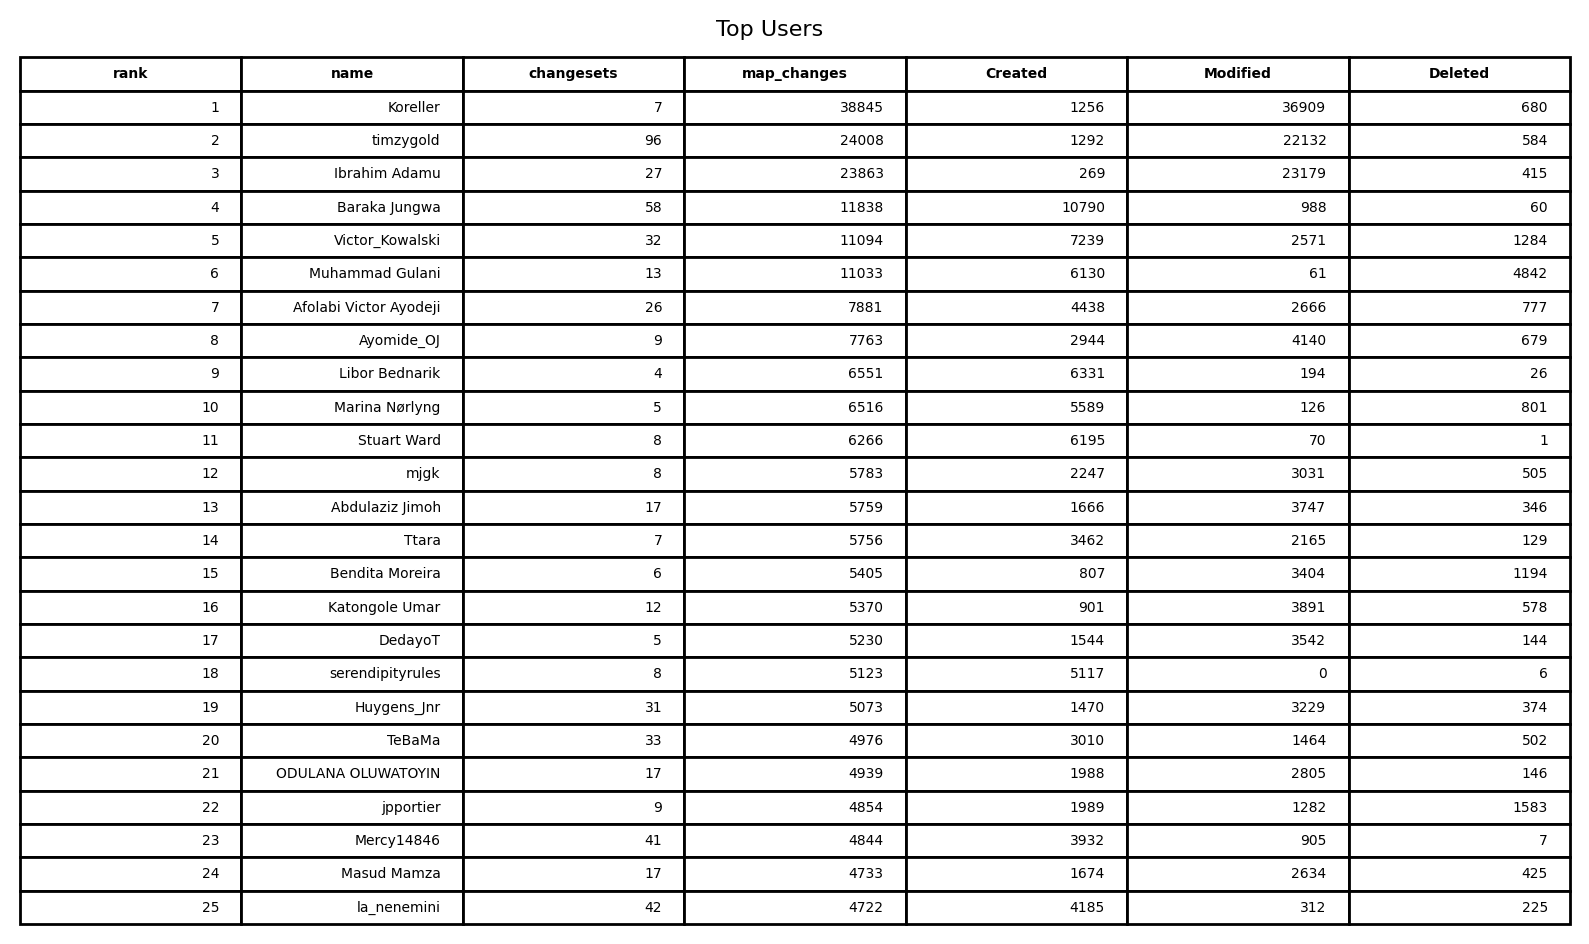 Top Users
rank name changesets map_changes Created Modified Deleted
1 Koreller 7 38845 1256 36909 680
2 timzygold 96 24008 1292 22132 584
3 Ibrahim Adamu 27 23863 269 23179 415
4 Baraka Jungwa 58 11838 10790 988 60
5 Victor_Kowalski 32 11094 7239 2571 1284
6 Muhammad Gulani 13 11033 6130 61 4842
7 Afolabi Victor Ayodeji 26 7881 4438 2666 777
8 Ayomide_OJ 9 7763 2944 4140 679
9 Libor Bednarik 4 6551 6331 194 26
10 Marina Nørlyng 5 6516 5589 126 801
11 Stuart Ward 8 6266 6195 70 1
12 mjgk 8 5783 2247 3031 505
13 Abdulaziz Jimoh 17 5759 1666 3747 346
14 Ttara 7 5756 3462 2165 129
15 Bendita Moreira 6 5405 807 3404 1194
16 Katongole Umar 12 5370 901 3891 578
17 DedayoT 5 5230 1544 3542 144
18 serendipityrules 8 5123 5117 0 6
19 Huygens_Jnr 31 5073 1470 3229 374
20 TeBaMa 33 4976 3010 1464 502
21 ODULANA OLUWATOYIN 17 4939 1988 2805 146
22 jpportier 9 4854 1989 1282 1583
23 Mercy14846 41 4844 3932 905 7
24 Masud Mamza 17 4733 1674 2634 425
25 la_nenemini 42 4722 4185 312 225